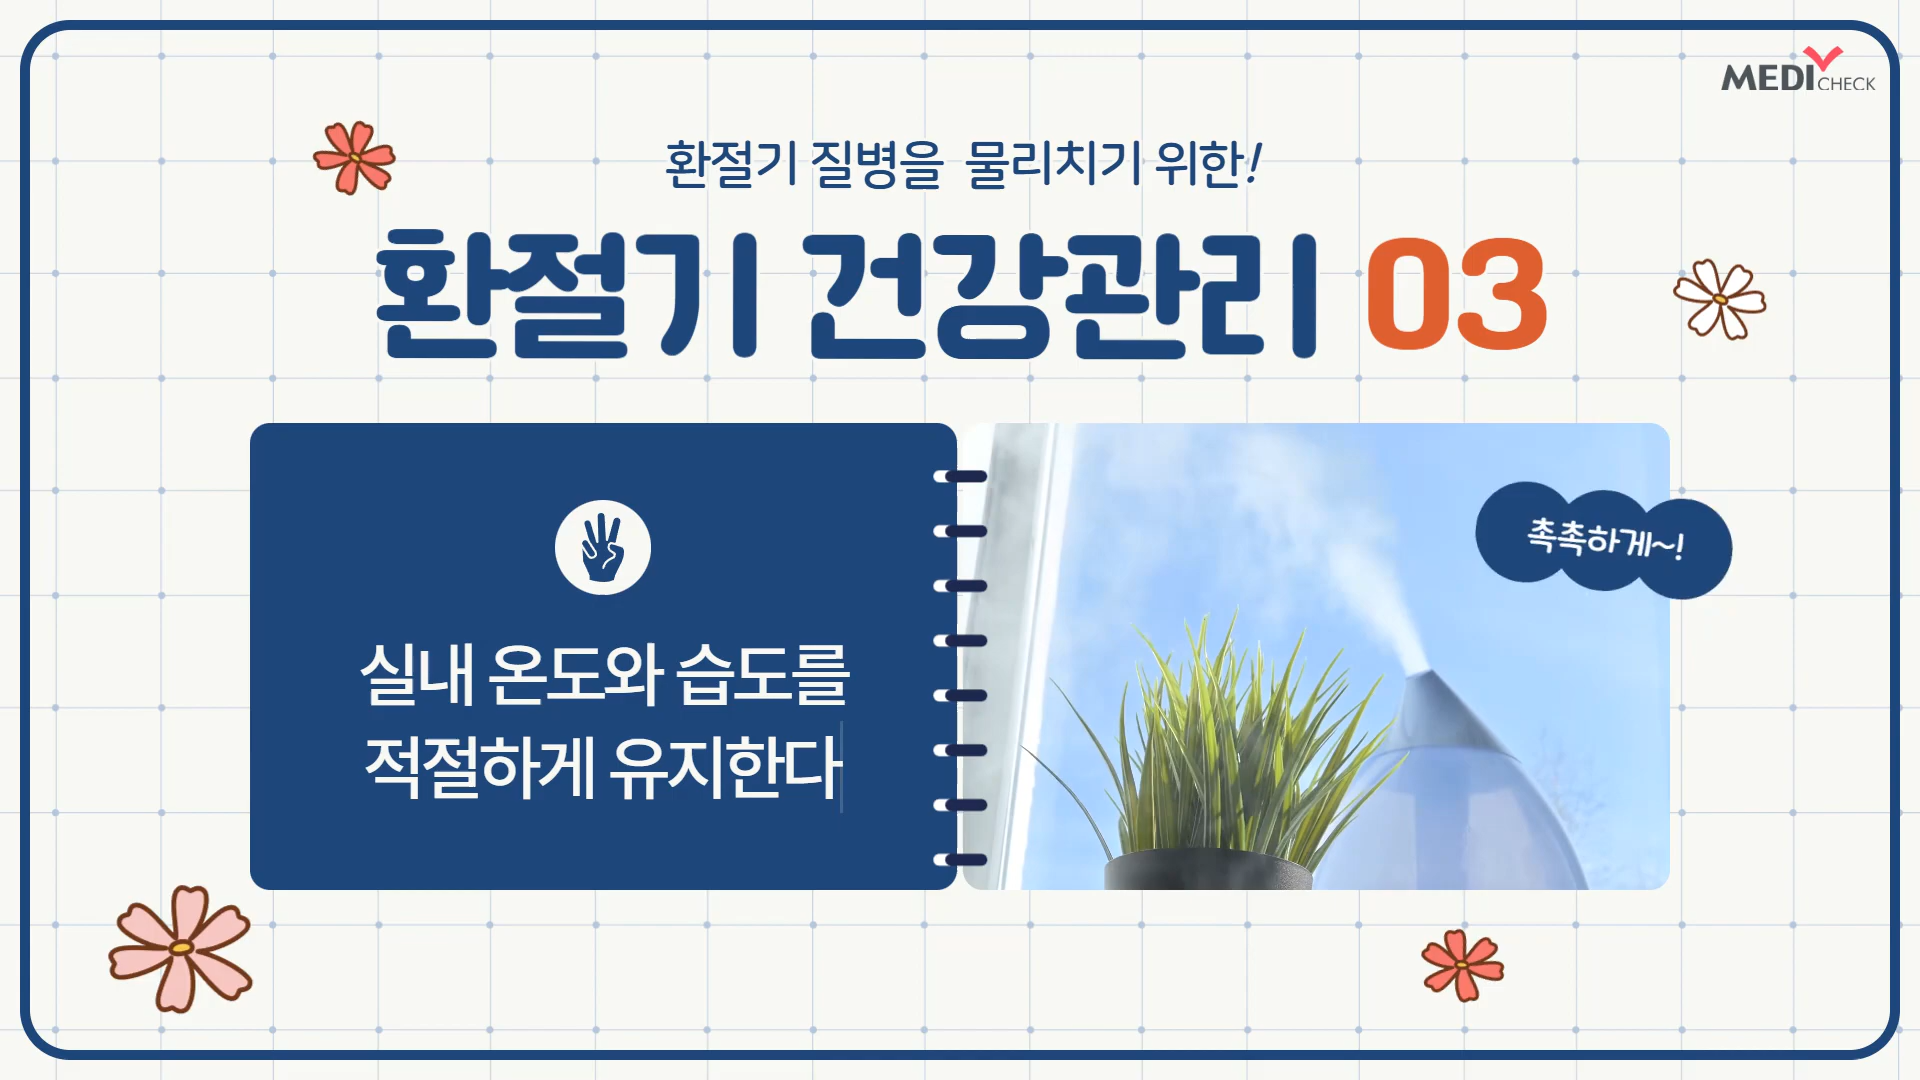 MEDI CHECK
환절기 질병을 물리치기 위한!
환절기 건강관리 03
촉촉하게~!
실내 온도와 습도를
적절하게 유지한다